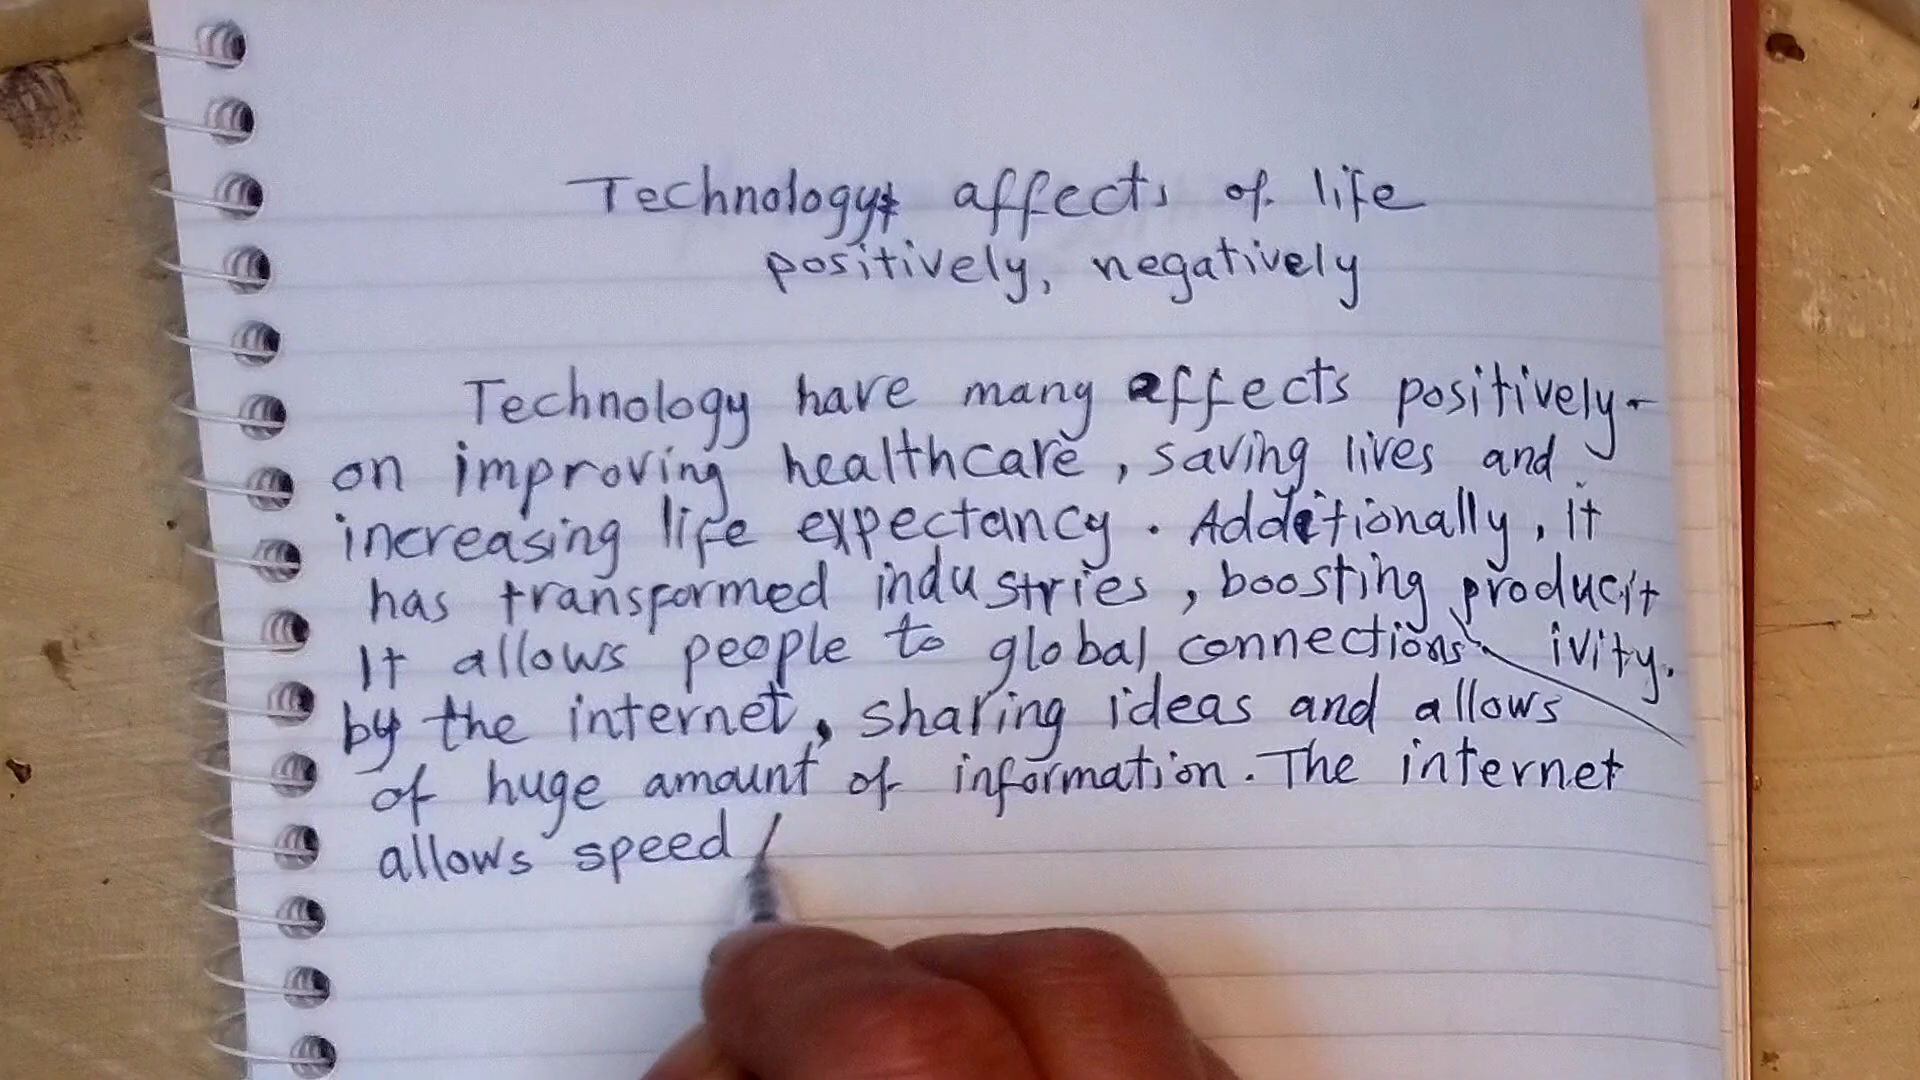 Technology affects of life
positively, negatively
Technology have many affects positively
on improving healthcare, saving lives and
increasing life expectancy. Additionally, it
has transformed industries, boosting producit
ivity.
It allows people to global connections
by the internet, sharing ideas and allows
of huge amount of information. The internet
allows speed